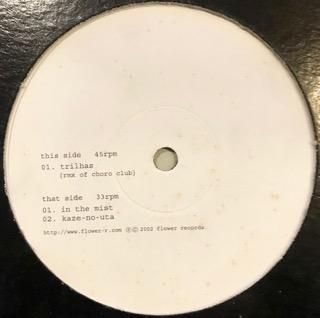 this side 45rpm
01. trilhas
(rmx of choro club)
that side 33rpm
01. in the mist
02. kaze-no-uta
http://www.flower-r.com ℗© 2002 flower records.